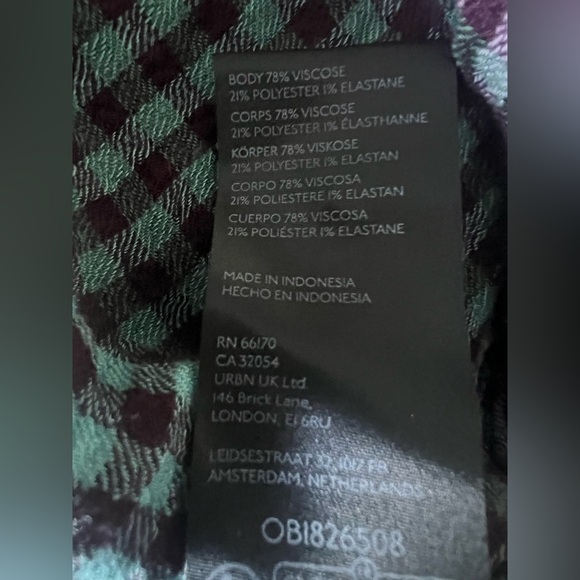 BODY 78% VISCOSE
21% POLYESTER 1% ELASTANE
CORPS 78% VISCOSE
21% POLYESTER 1% ÉLASTHANNE
KÖRPER 78% VISKOSE
21% POLYESTER 1% ELASTAN
CORPO 78% VISCOSA
21% POLIESTERE 1% ELASTAN
CUERPO 78% VISCOSA
21% POLIÉSTER 1% ELASTANE
MADE IN INDONESIA
HECHO EN INDONESIA
RN 66170
CA 32054
URBN UK Ltd.
146 Brick Lane,
LONDON, E1 6RU
LEIDSESTRAAT 32, 1017 PB
AMSTERDAM, NETHERLANDS
OB1826508